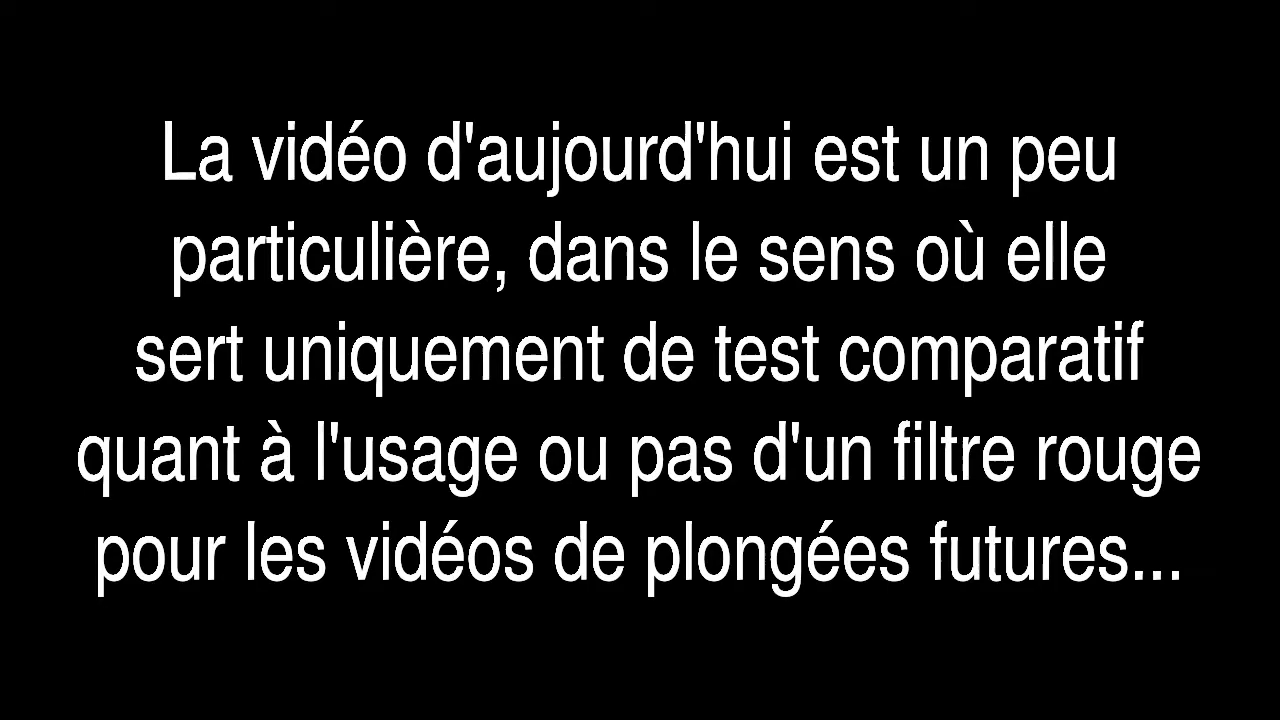 La vidéo d'aujourd'hui est un peu
particulière, dans le sens où elle
sert uniquement de test comparatif
quant à l'usage ou pas d'un filtre rouge
pour les vidéos de plongées futures...